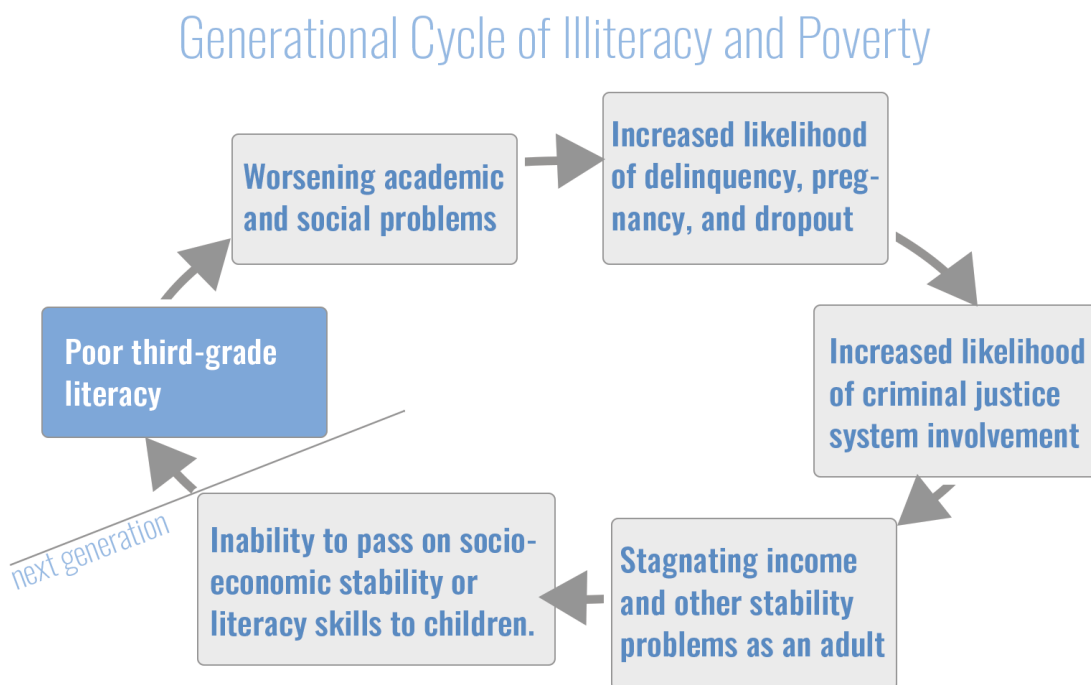 Generational Cycle of Illiteracy and Poverty
Worsening academic
and social problems
Increased likelihood
of delinquency, preg-
nancy, and dropout
Increased likelihood
of criminal justice
system involvement
Stagnating income
and other stability
problems as an adult
Inability to pass on socio-
economic stability or
literacy skills to children.
next generation
Poor third-grade
literacy